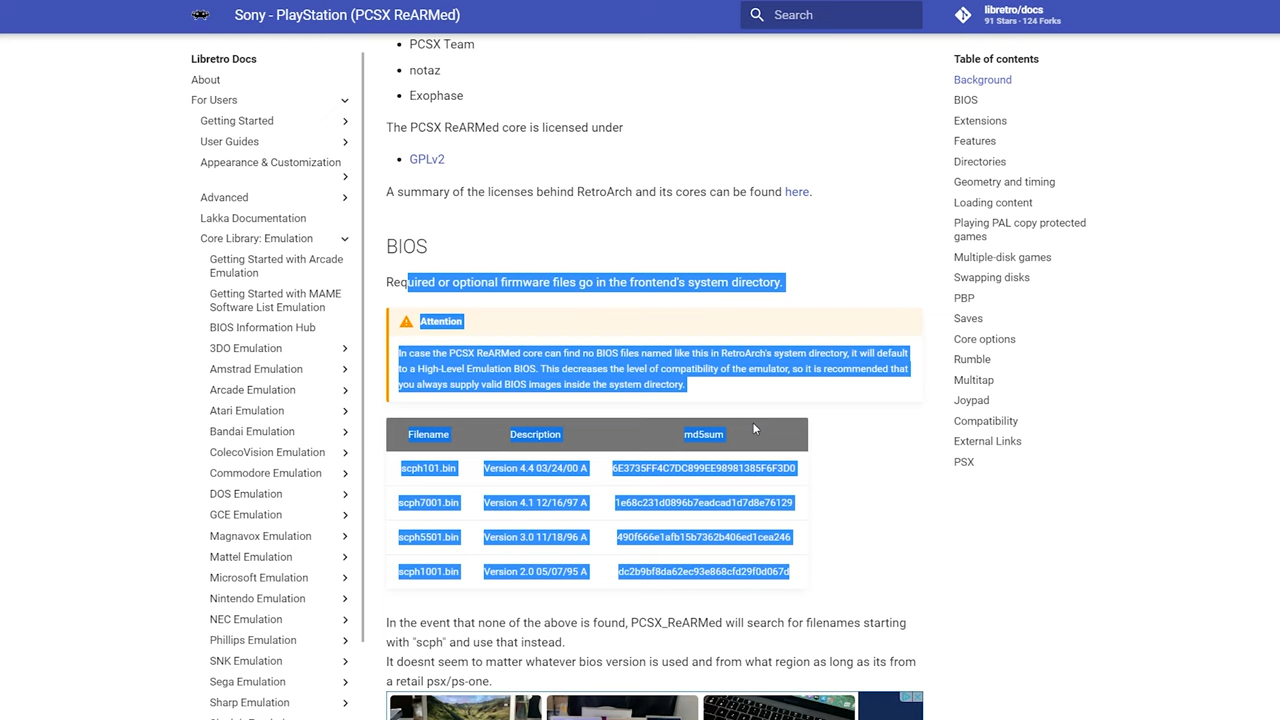 Sony - PlayStation (PCSX ReARMed)
Search
libretro/docs
91 Stars · 124 Forks
Libretro Docs
About
For Users
Getting Started
User Guides
Appearance & Customization
Advanced
Lakka Documentation
Core Library: Emulation
Getting Started with Arcade
Emulation
Getting Started with MAME
Software List Emulation
BIOS Information Hub
3DO Emulation
Amstrad Emulation
Arcade Emulation
Atari Emulation
Bandai Emulation
ColecoVision Emulation
Commodore Emulation
DOS Emulation
GCE Emulation
Magnavox Emulation
Mattel Emulation
Microsoft Emulation
Nintendo Emulation
NEC Emulation
Phillips Emulation
SNK Emulation
Sega Emulation
Sharp Emulation
PCSX Team
notaz
Exophase
The PCSX ReARMed core is licensed under
GPLv2
A summary of the licenses behind RetroArch and its cores can be found here.
BIOS
Required or optional firmware files go in the frontend's system directory.
Attention
In case the PCSX ReARMed core can find no BIOS files named like this in RetroArch's system directory, it will default
to a High-Level Emulation BIOS. This decreases the level of compatibility of the emulator, so it is recommended that
you always supply valid BIOS images inside the system directory.
Filename Description md5sum
scph101.bin Version 4.4 03/24/00 A 6E3735FF4C7DC899EE98981385F6F3D0
scph7001.bin Version 4.1 12/16/97 A 1e68c231d0896b7eadcad1d7d8e76129
scph5501.bin Version 3.0 11/18/96 A 490f666e1afb15b7362b406ed1cea246
scph1001.bin Version 2.0 05/07/95 A dc2b9bf8da62ec93e868cfd29f0d067d
In the event that none of the above is found, PCSX_ReARMed will search for filenames starting
with "scph" and use that instead.
It doesnt seem to matter whatever bios version is used and from what region as long as its from
a retail psx/ps-one.
Table of contents
Background
BIOS
Extensions
Features
Directories
Geometry and timing
Loading content
Playing PAL copy protected
games
Multiple-disk games
Swapping disks
PBP
Saves
Core options
Rumble
Multitap
Joypad
Compatibility
External Links
PSX